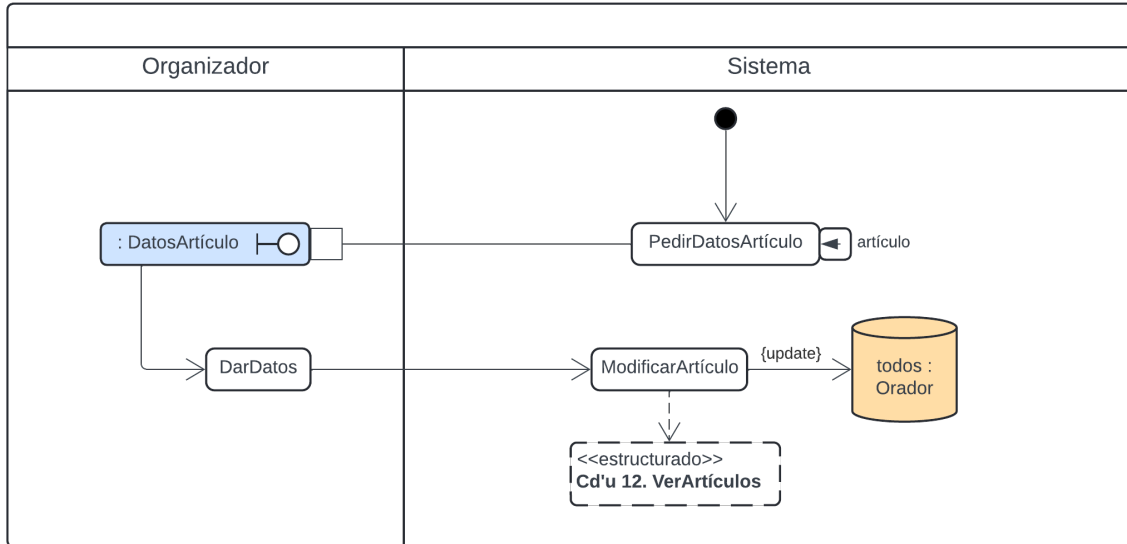 Organizador
Sistema
: DatosArtículo
PedirDatosArtículo
artículo
DarDatos
ModificarArtículo
{update}
todos :
Orador
<<estructurado>>
Cd'u 12. VerArtículos